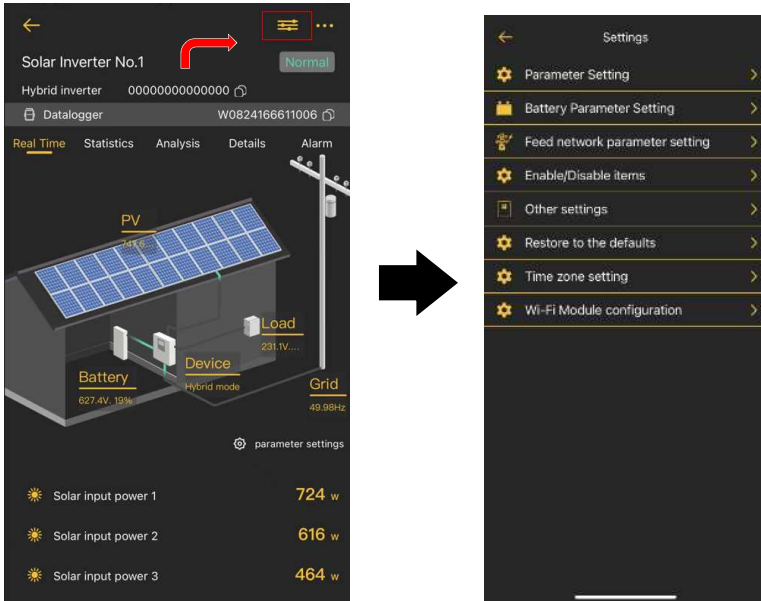 Solar Inverter No.1
Normal
Hybrid inverter 00000000000000
Datalogger W0824166611006
Real Time Statistics Analysis Details Alarm
PV
Load
231.1V....
Device
Hybrid mode
Battery
627.4V. 19%
Grid
49.98Hz
parameter settings
Solar input power 1 724 w
Solar input power 2 616 w
Solar input power 3 464 w
Settings
Parameter Setting
Battery Parameter Setting
Feed network parameter setting
Enable/Disable items
Other settings
Restore to the defaults
Time zone setting
Wi-Fi Module configuration